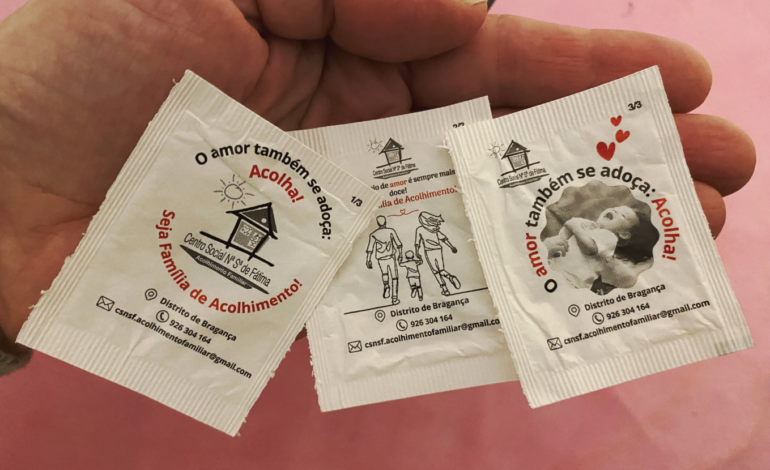 1/3
O amor também se adoça:
Acolha!
Centro Social Nª Sª de Fátima
Acolhimento Familiar
Seja Família de Acolhimento!
Distrito de Bragança
926 304 164
csnsf.acolhimentofamiliar@gmail.com
Centro Social Nª Sª de Fátima
de amor é sempre mais
doce!
de Acolhimento!
Distrito de Bragança
926 304 164
csnsf.acolhimentofamiliar@gmail.co
3/3
Centro Social Nª Sª de Fátima
O amor também se adoça: Acolha!
Distrito de Bragança
926 304 164
csnsf.acolhimentofamiliar@gmail.com